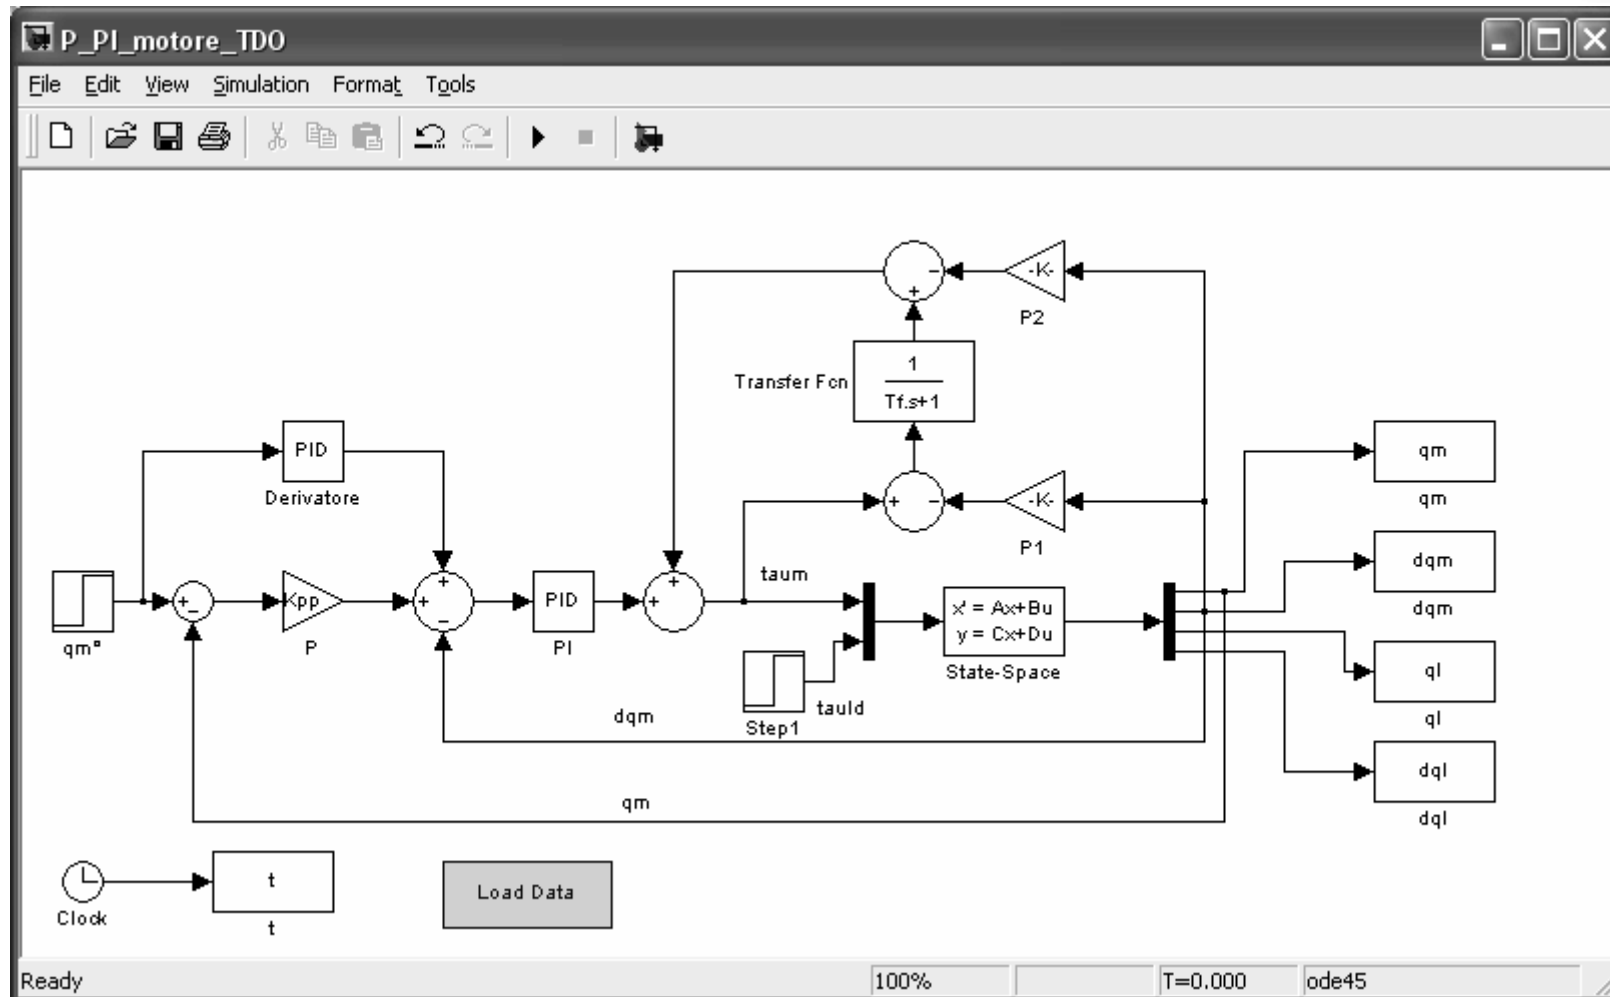 P_PI_motore_TDO
File Edit View Simulation Format Tools
-K-
P2
1
Tf.s+1
Transfer Fcn
PID
Derivatore
-K-
P1
qm
qm
dqm
dqm
qm°
Kpp
P
PID
PI
taum
x' = Ax+Bu
y = Cx+Du
State-Space
Step1
tauld
ql
ql
dqm
dql
dql
qm
Clock
t
t
Load Data
Ready 100% T=0.000 ode45